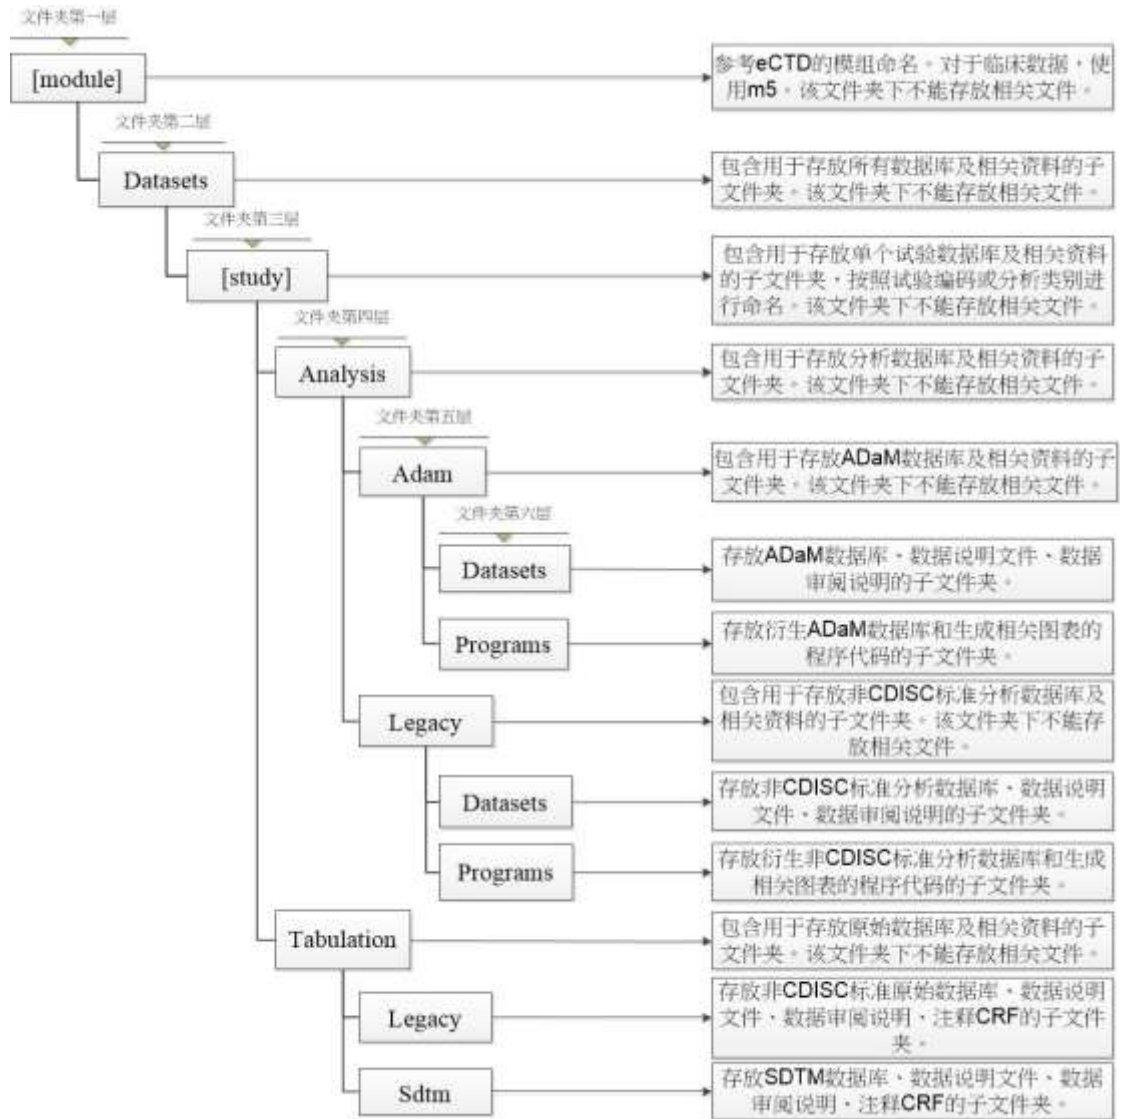 文件夹第一层
[module]
参考eCTD的模组命名。对于临床数据，使
用m5。该文件夹下不能存放相关文件。
文件夹第二层
Datasets
包含用于存放所有数据库及相关资料的子
文件夹。该文件夹下不能存放相关文件。
文件夹第三层
[study]
包含用于存放单个试验数据库及相关资料
的子文件夹，按照试验编码或分析类别进
行命名。该文件夹下不能存放相关文件。
文件夹第四层
Analysis
包含用于存放分析数据库及相关资料的子
文件夹。该文件夹下不能存放相关文件。
文件夹第五层
Adam
包含用于存放ADaM数据库及相关资料的子
文件夹。该文件夹下不能存放相关文件。
文件夹第六层
Datasets
存放ADaM数据库、数据说明文件、数据
审阅说明的子文件夹。
Programs
存放衍生ADaM数据库和生成相关图表的
程序代码的子文件夹。
Legacy
包含用于存放非CDISC标准分析数据库及
相关资料的子文件夹。该文件夹下不能存
放相关文件。
Datasets
存放非CDISC标准分析数据库、数据说明
文件、数据审阅说明的子文件夹。
Programs
存放衍生非CDISC标准分析数据库和生成
相关图表的程序代码的子文件夹。
Tabulation
包含用于存放原始数据库及相关资料的子
文件夹。该文件夹下不能存放相关文件。
Legacy
存放非CDISC标准原始数据库、数据说明
文件、数据审阅说明、注释CRF的子文件
夹。
Sdtm
存放SDTM数据库、数据说明文件、数据
审阅说明、注释CRF的子文件夹。